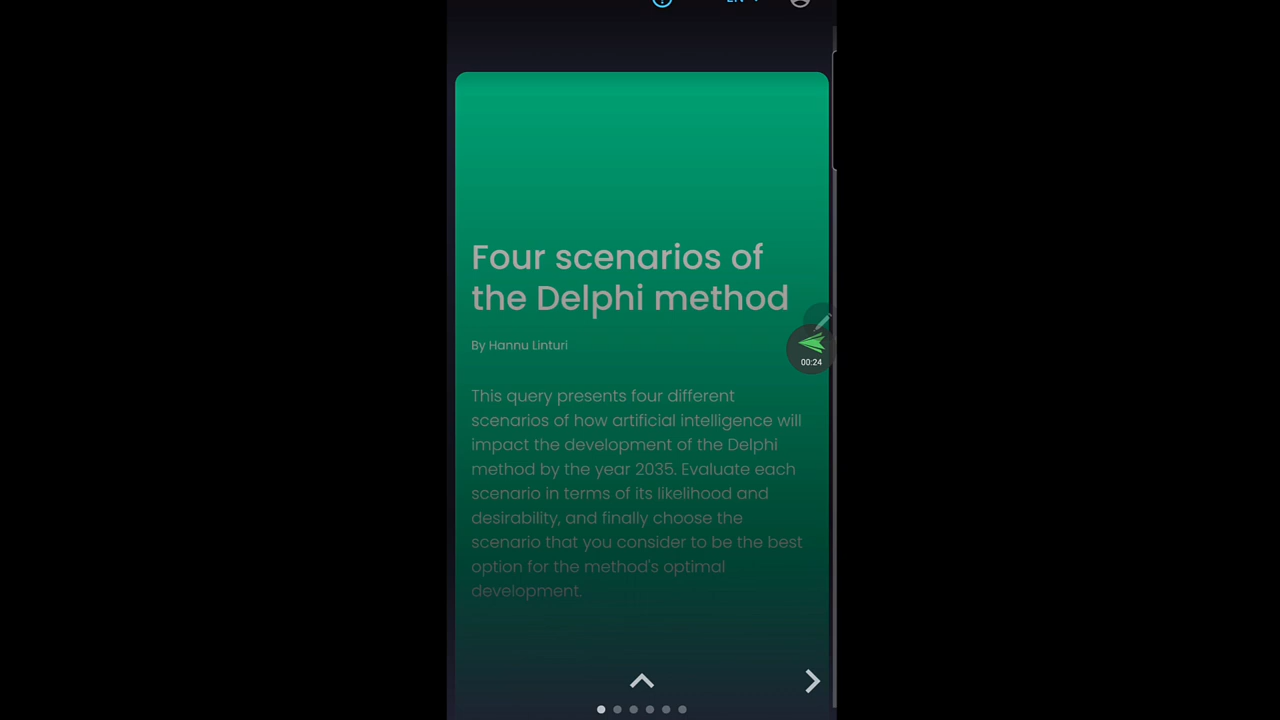 Four scenarios of
the Delphi method
By Hannu Linturi
00:24
This query presents four different
scenarios of how artificial intelligence will
impact the development of the Delphi
method by the year 2035. Evaluate each
scenario in terms of its likelihood and
desirability, and finally choose the
scenario that you consider to be the best
option for the method's optimal
development.